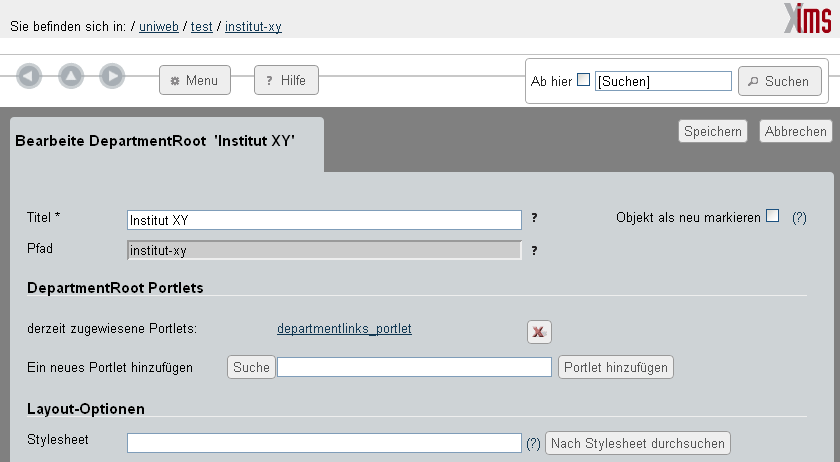 Xims
Sie befinden sich in: / uniweb / test / institut-xy
Menu ? Hilfe Ab hier [Suchen] Suchen
Speichern Abbrechen
Bearbeite DepartmentRoot 'Institut XY'
Titel * Institut XY ? Objekt als neu markieren (?)
Pfad institut-xy ?
DepartmentRoot Portlets
derzeit zugewiesene Portlets: departmentlinks_portlet X
Ein neues Portlet hinzufügen Suche Portlet hinzufügen
Layout-Optionen
Stylesheet (?) Nach Stylesheet durchsuchen